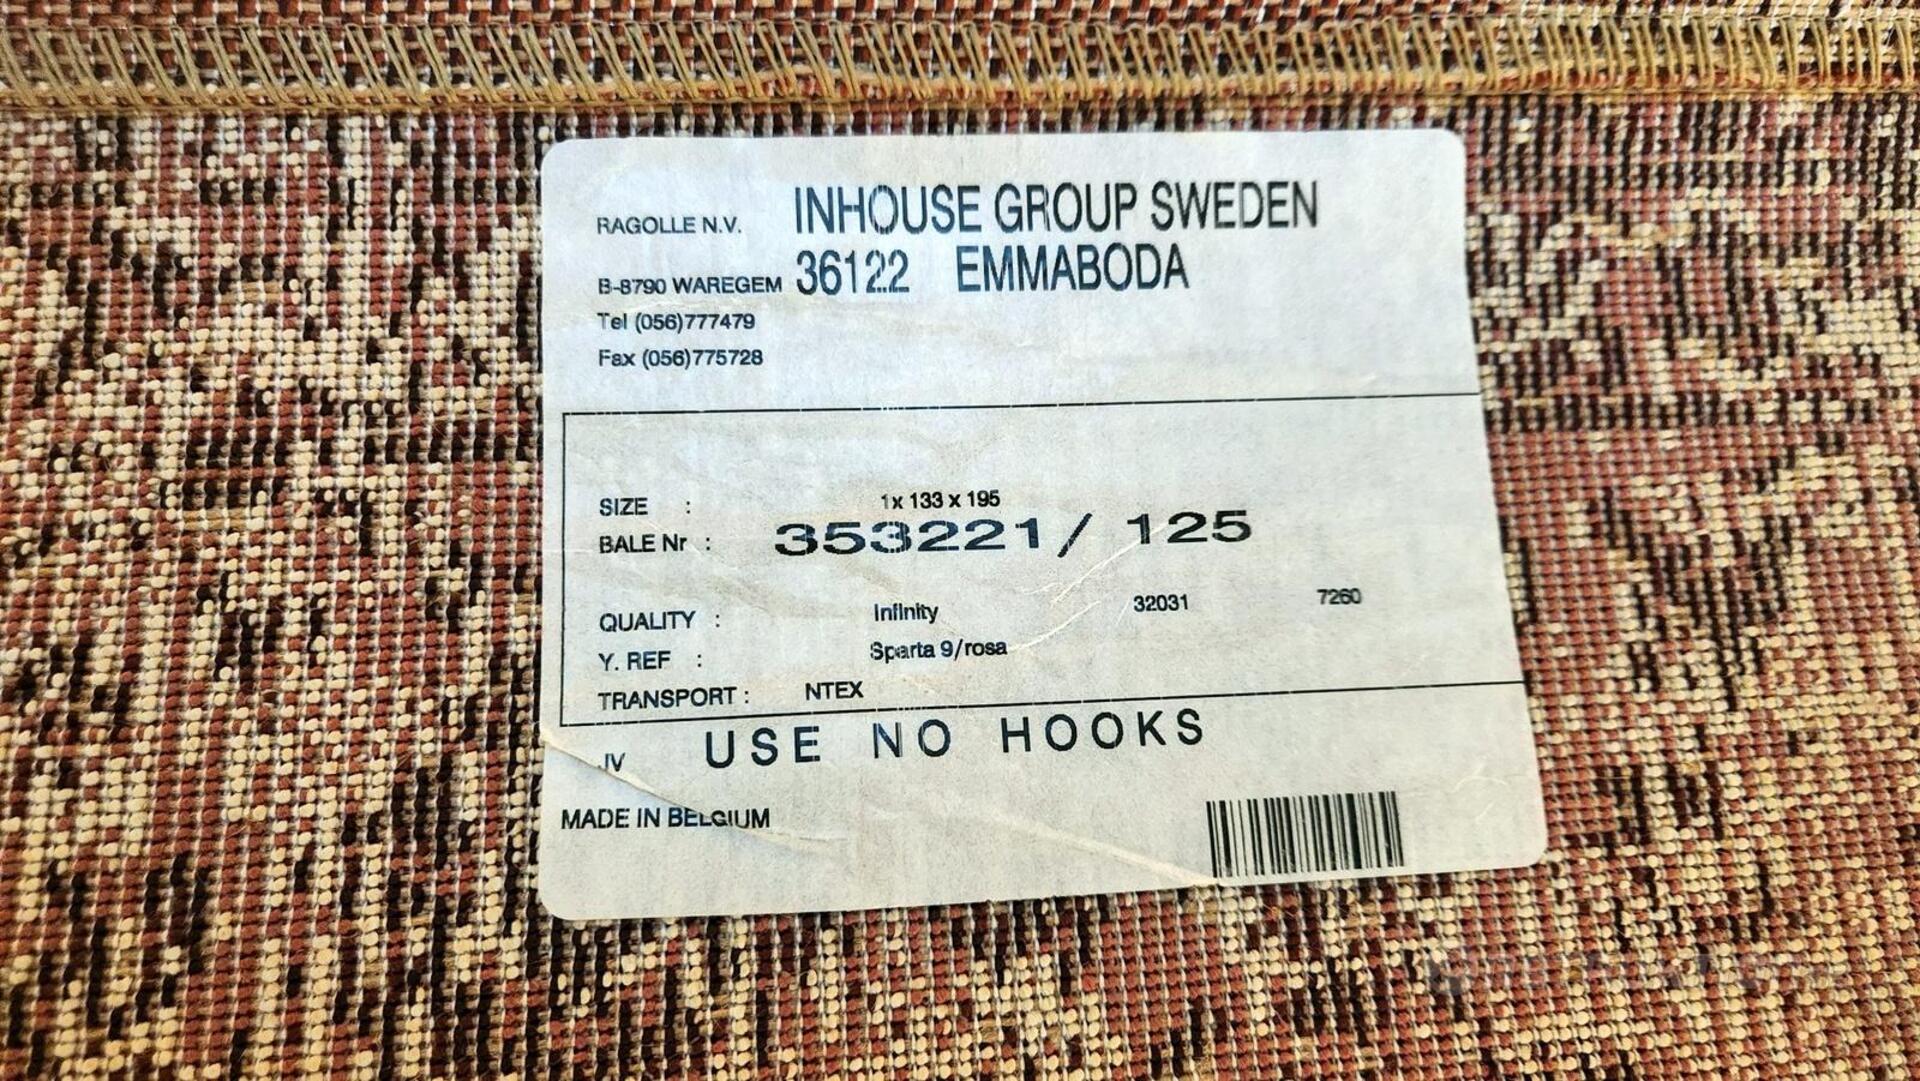 RAGOLLE N.V. INHOUSE GROUP SWEDEN
B-8790 WAREGEM 36122 EMMABODA
Tel (056)777479
Fax (056)775728
SIZE : 1x 133 x 195
BALE Nr : 353221/ 125
QUALITY : Infinity 32031 7260
Y. REF : Sparta 9/rosa
TRANSPORT : NTEX
JV USE NO HOOKS
MADE IN BELGIUM